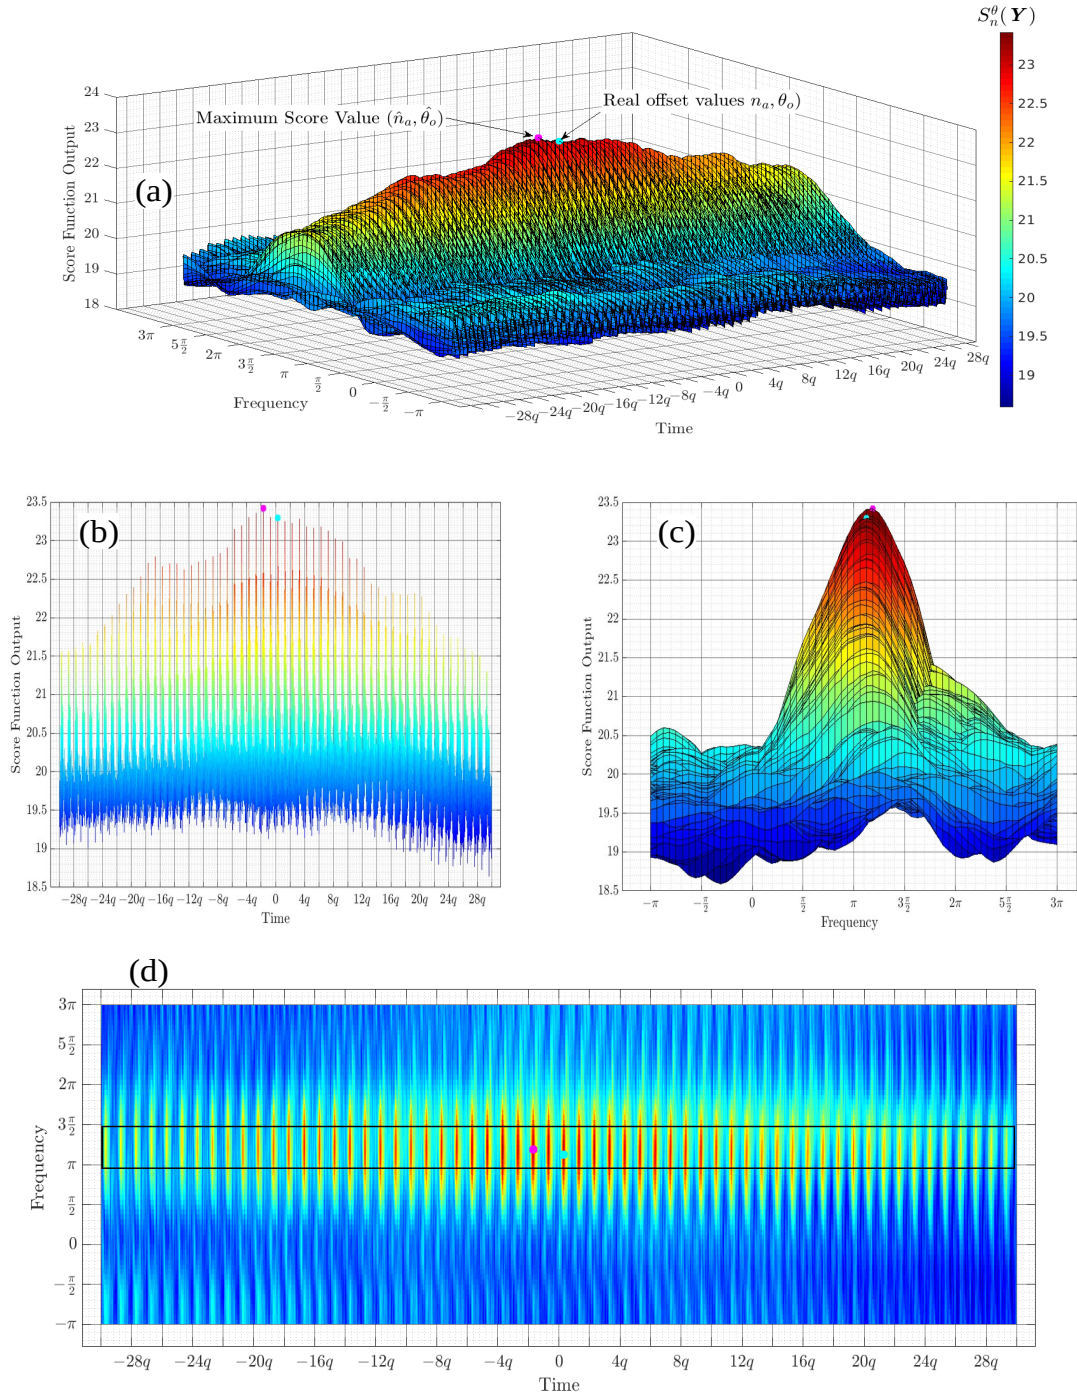 S_n^θ(Y)
Maximum Score Value (n̂_a, θ̂_o)
Real offset values n_a, θ_o)
(a)
Score Function Output
24
23
22
21
20
19
18
3π
5π/2
2π
3π/2
π
π/2
0
−π/2
−π
Frequency
−28q −24q −20q −16q −12q −8q −4q 0 4q 8q 12q 16q 20q 24q 28q
Time
23
22.5
22
21.5
21
20.5
20
19.5
19
(b)
Score Function Output
23.5
23
22.5
22
21.5
21
20.5
20
19.5
19
18.5
−28q −24q −20q −16q −12q −8q −4q 0 4q 8q 12q 16q 20q 24q 28q
Time
(c)
Score Function Output
23.5
23
22.5
22
21.5
21
20.5
20
19.5
19
18.5
−π −π/2 0 π/2 π 3π/2 2π 5π/2 3π
Frequency
(d)
Frequency
3π
5π/2
2π
3π/2
π
π/2
0
−π/2
−π
−28q −24q −20q −16q −12q −8q −4q 0 4q 8q 12q 16q 20q 24q 28q
Time